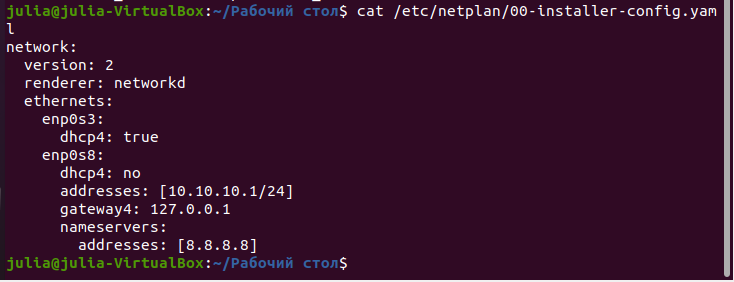 julia@julia-VirtualBox:~/Рабочий стол$ cat /etc/netplan/00-installer-config.yam
l
network:
  version: 2
  renderer: networkd
  ethernets:
    enp0s3:
      dhcp4: true
    enp0s8:
      dhcp4: no
      addresses: [10.10.10.1/24]
      gateway4: 127.0.0.1
      nameservers:
        addresses: [8.8.8.8]
julia@julia-VirtualBox:~/Рабочий стол$